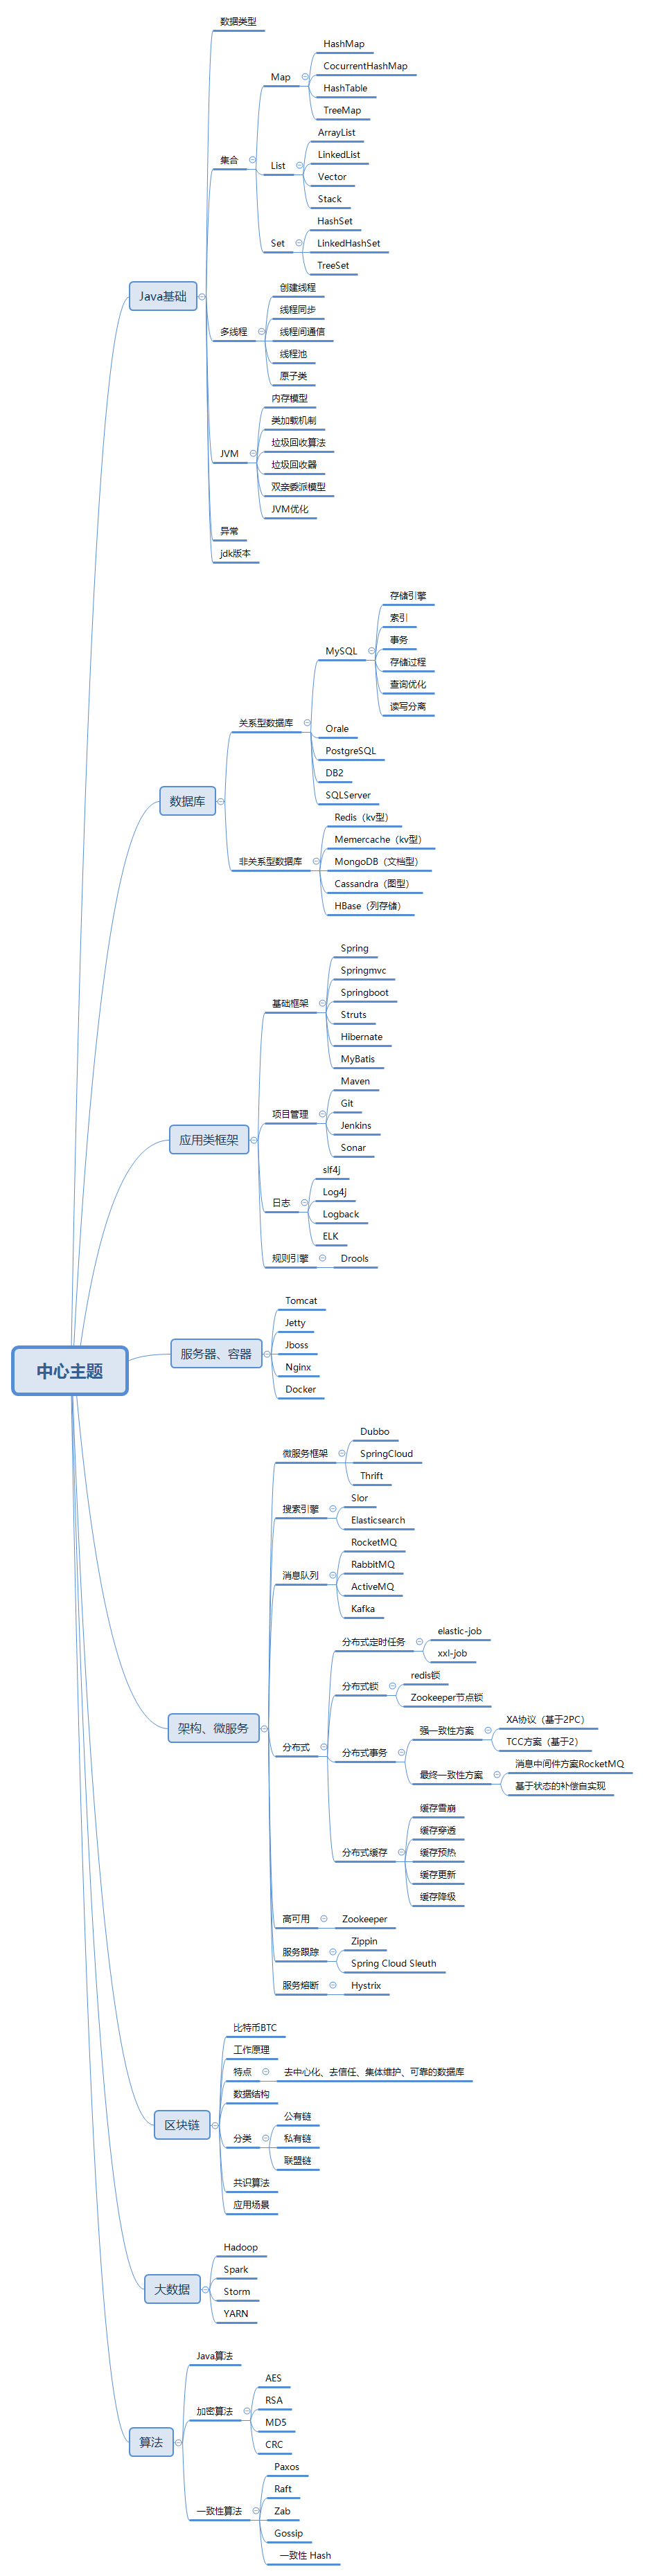 数据类型
HashMap
CocurrentHashMap
Map
HashTable
TreeMap
ArrayList
集合
LinkedList
List
Vector
Stack
HashSet
Set
LinkedHashSet
TreeSet
Java基础
创建线程
线程同步
多线程
线程间通信
线程池
原子类
内存模型
类加载机制
垃圾回收算法
JVM
垃圾回收器
双亲委派模型
JVM优化
异常
jdk版本
存储引擎
索引
事务
MySQL
存储过程
查询优化
读写分离
关系型数据库
Orale
PostgreSQL
DB2
SQLServer
数据库
Redis（kv型）
Memercache（kv型）
非关系型数据库
MongoDB（文档型）
Cassandra（图型）
HBase（列存储）
Spring
Springmvc
Springboot
基础框架
Struts
Hibernate
MyBatis
Maven
Git
项目管理
Jenkins
Sonar
应用类框架
slf4j
Log4j
日志
Logback
ELK
规则引擎
Drools
Tomcat
Jetty
Jboss
服务器、容器
Nginx
Docker
中心主题
Dubbo
微服务框架
SpringCloud
Thrift
Slor
搜索引擎
Elasticsearch
RocketMQ
RabbitMQ
消息队列
ActiveMQ
Kafka
elastic-job
分布式定时任务
xxl-job
redis锁
分布式锁
Zookeeper节点锁
架构、微服务
XA协议（基于2PC）
强一致性方案
TCC方案（基于2）
分布式
分布式事务
消息中间件方案RocketMQ
最终一致性方案
基于状态的补偿自实现
缓存雪崩
缓存穿透
分布式缓存
缓存预热
缓存更新
缓存降级
高可用
Zookeeper
Zippin
服务跟踪
Spring Cloud Sleuth
服务熔断
Hystrix
比特币BTC
工作原理
特点
去中心化、去信任、集体维护、可靠的数据库
数据结构
区块链
公有链
分类
私有链
联盟链
共识算法
应用场景
Hadoop
Spark
大数据
Storm
YARN
Java算法
AES
RSA
加密算法
MD5
CRC
算法
Paxos
Raft
一致性算法
Zab
Gossip
一致性 Hash